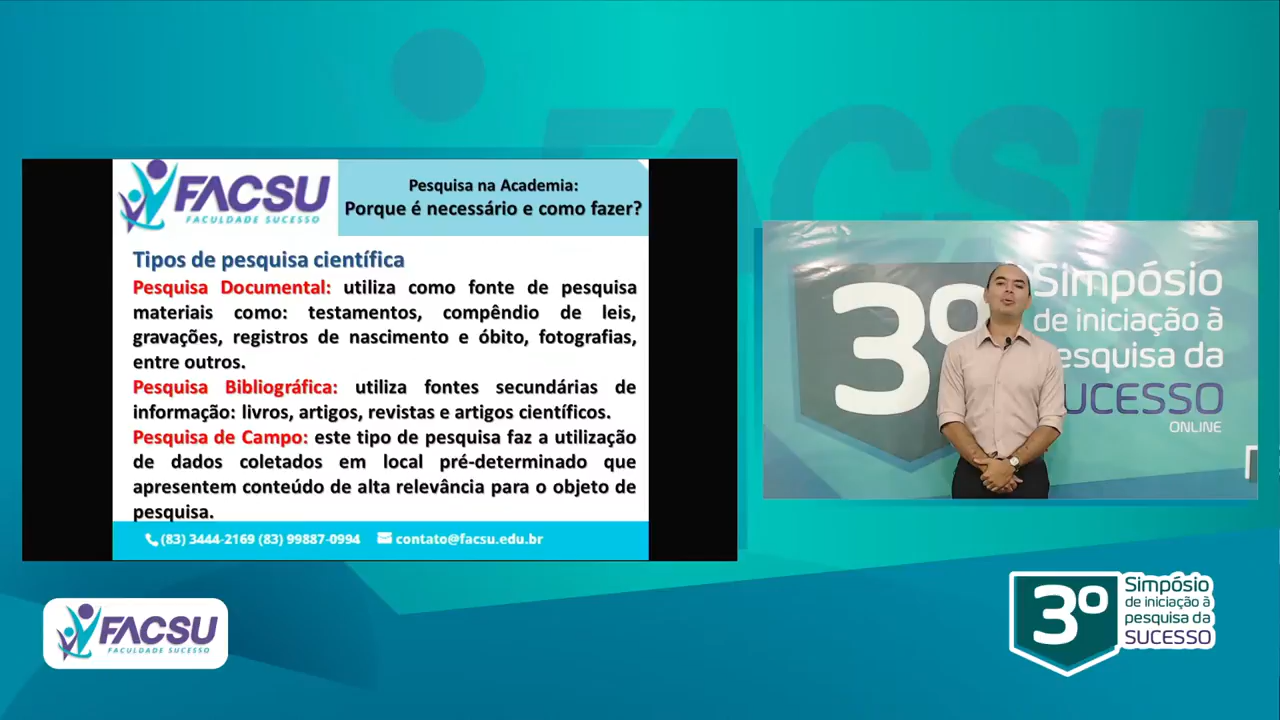 FACSU
FACSU
FACULDADE SUCESSO
Pesquisa na Academia:
Porque é necessário e como fazer?
Tipos de pesquisa científica
Pesquisa Documental: utiliza como fonte de pesquisa
materiais como: testamentos, compêndio de leis,
gravações, registros de nascimento e óbito, fotografias,
entre outros.
Pesquisa Bibliográfica: utiliza fontes secundárias de
informação: livros, artigos, revistas e artigos científicos.
Pesquisa de Campo: este tipo de pesquisa faz a utilização
de dados coletados em local pré-determinado que
apresentem conteúdo de alta relevância para o objeto de
pesquisa.
(83) 3444-2169 (83) 99887-0994 contato@facsu.edu.br
3º
Simpósio
de iniciação à
esquisa da
UCESSO
ONLINE
FACSU
FACULDADE SUCESSO
3º
Simpósio
de iniciação à
pesquisa da
SUCESSO